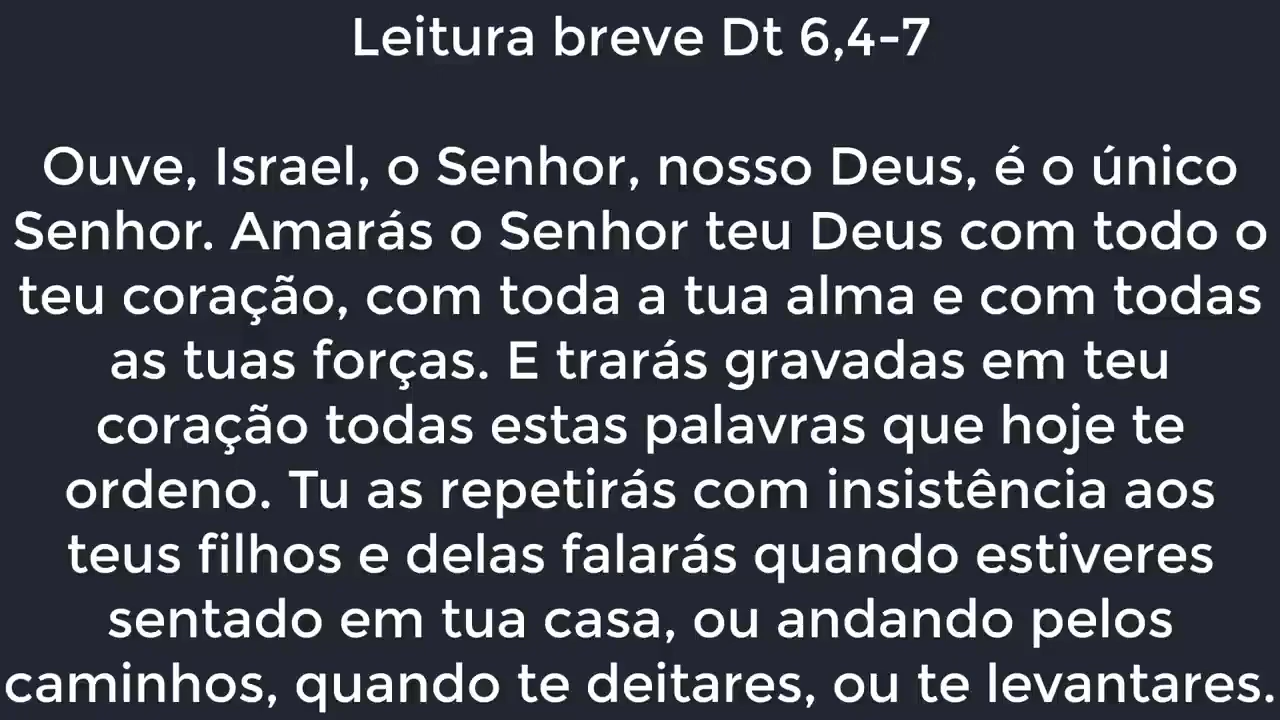 Leitura breve Dt 6,4-7
Ouve, Israel, o Senhor, nosso Deus, é o único
Senhor. Amarás o Senhor teu Deus com todo o
teu coração, com toda a tua alma e com todas
as tuas forças. E trarás gravadas em teu
coração todas estas palavras que hoje te
ordeno. Tu as repetirás com insistência aos
teus filhos e delas falarás quando estiveres
sentado em tua casa, ou andando pelos
caminhos, quando te deitares, ou te levantares.